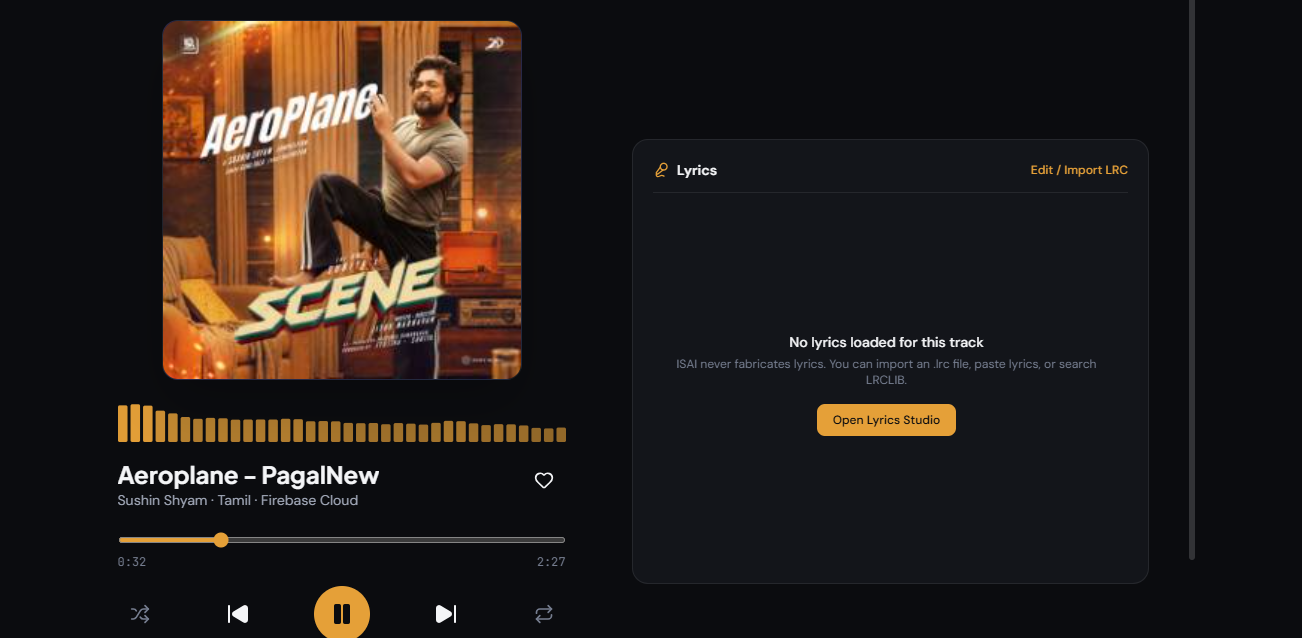 AeroPlane
SCENE
Aeroplane – PagalNew
Sushin Shyam · Tamil · Firebase Cloud
0:32
2:27
Lyrics
Edit / Import LRC
No lyrics loaded for this track
ISAI never fabricates lyrics. You can import an .lrc file, paste lyrics, or search
LRCLIB.
Open Lyrics Studio